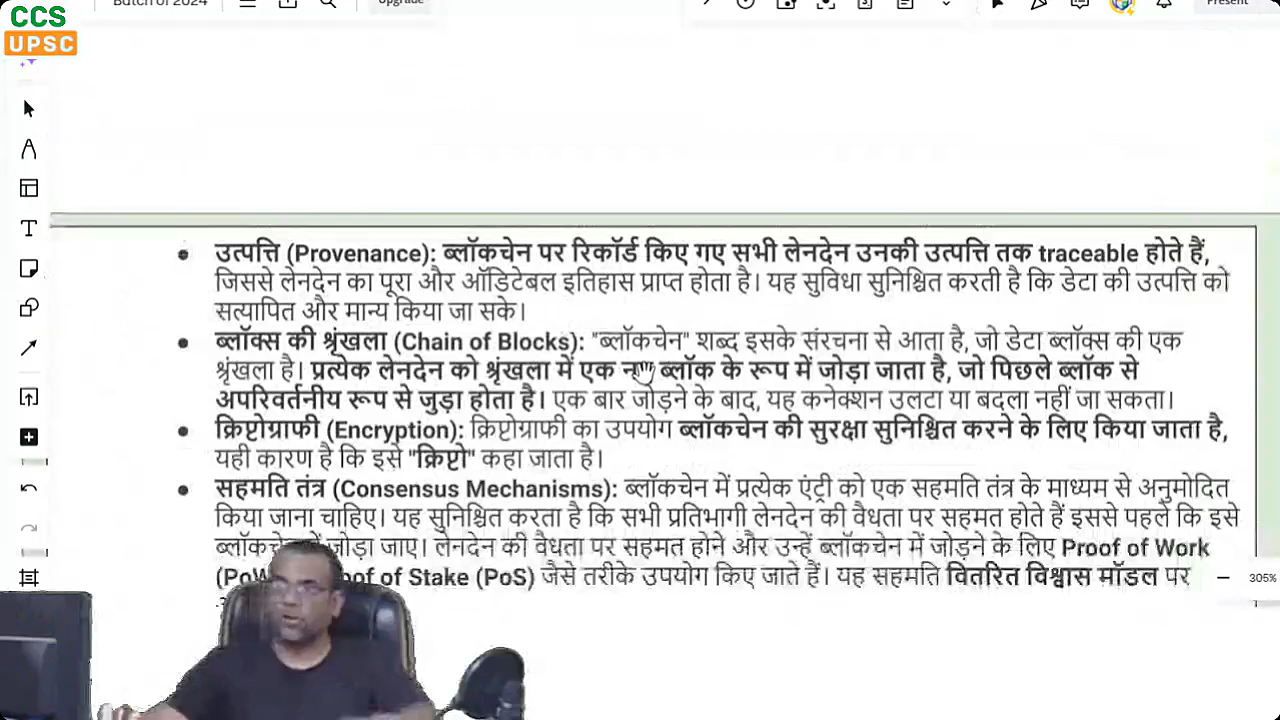 CCS
UPSC
Batch of 2024
Upgrade
Present
• उत्पत्ति (Provenance): ब्लॉकचेन पर रिकॉर्ड किए गए सभी लेनदेन उनकी उत्पत्ति तक traceable होते हैं,
जिससे लेनदेन का पूरा और ऑडिटेबल इतिहास प्राप्त होता है। यह सुविधा सुनिश्चित करती है कि डेटा की उत्पत्ति को
सत्यापित और मान्य किया जा सके।
• ब्लॉक्स की श्रृंखला (Chain of Blocks): "ब्लॉकचेन" शब्द इसके संरचना से आता है, जो डेटा ब्लॉक्स की एक
श्रृंखला है। प्रत्येक लेनदेन को श्रृंखला में एक ब्लॉक के रूप में जोड़ा जाता है, जो पिछले ब्लॉक से
अपरिवर्तनीय रूप से जुड़ा होता है। एक बार जोड़ने के बाद, यह कनेक्शन उलटा या बदला नहीं जा सकता।
• क्रिप्टोग्राफी (Encryption): क्रिप्टोग्राफी का उपयोग ब्लॉकचेन की सुरक्षा सुनिश्चित करने के लिए किया जाता है,
यही कारण है कि इसे "क्रिप्टो" कहा जाता है।
• सहमति तंत्र (Consensus Mechanisms): ब्लॉकचेन में प्रत्येक एंट्री को एक सहमति तंत्र के माध्यम से अनुमोदित
किया जाना चाहिए। यह सुनिश्चित करता है कि सभी प्रतिभागी लेनदेन की वैधता पर सहमत होते हैं इससे पहले कि इसे
जोड़ा जाए। लेनदेन की वैधता पर सहमत होने और उन्हें ब्लॉकचेन में जोड़ने के लिए Proof of Work
of Stake (PoS) जैसे तरीके उपयोग किए जाते हैं। यह सहमति वितरित विश्वास मॉडल पर
305%